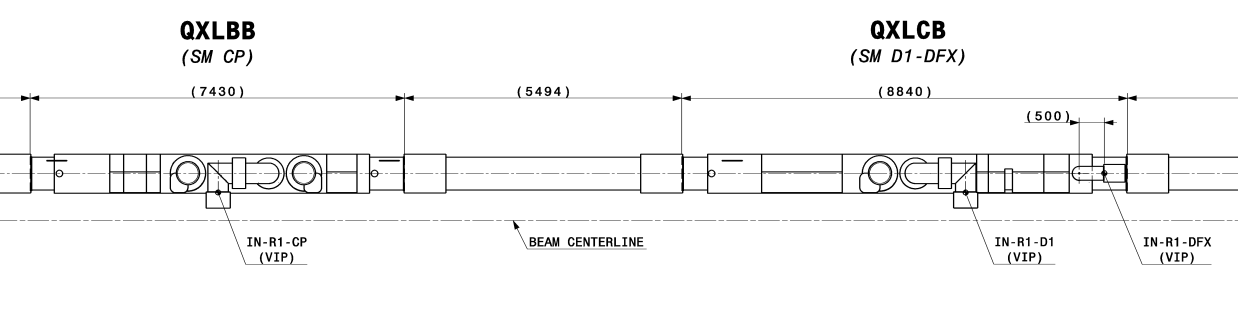 QXLBB
(SM CP)
QXLCB
(SM D1-DFX)
(7430)
(5494)
(8840)
(500)
IN-R1-CP
(VIP)
BEAM CENTERLINE
IN-R1-D1
(VIP)
IN-R1-DFX
(VIP)